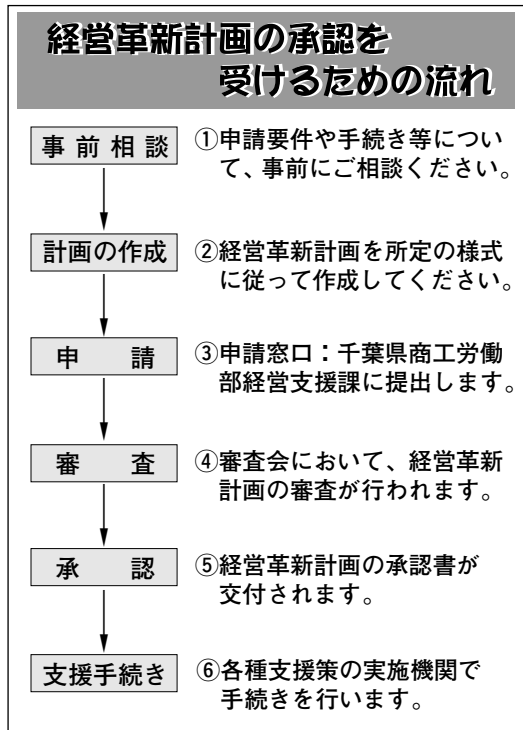 経営革新計画の承認を
受けるための流れ
事前相談
①申請要件や手続き等につい
て、事前にご相談ください。
計画の作成
②経営革新計画を所定の様式
に従って作成してください。
申請
③申請窓口：千葉県商工労働
部経営支援課に提出します。
審査
④審査会において、経営革新
計画の審査が行われます。
承認
⑤経営革新計画の承認書が
交付されます。
支援手続き
⑥各種支援策の実施機関で
手続きを行います。